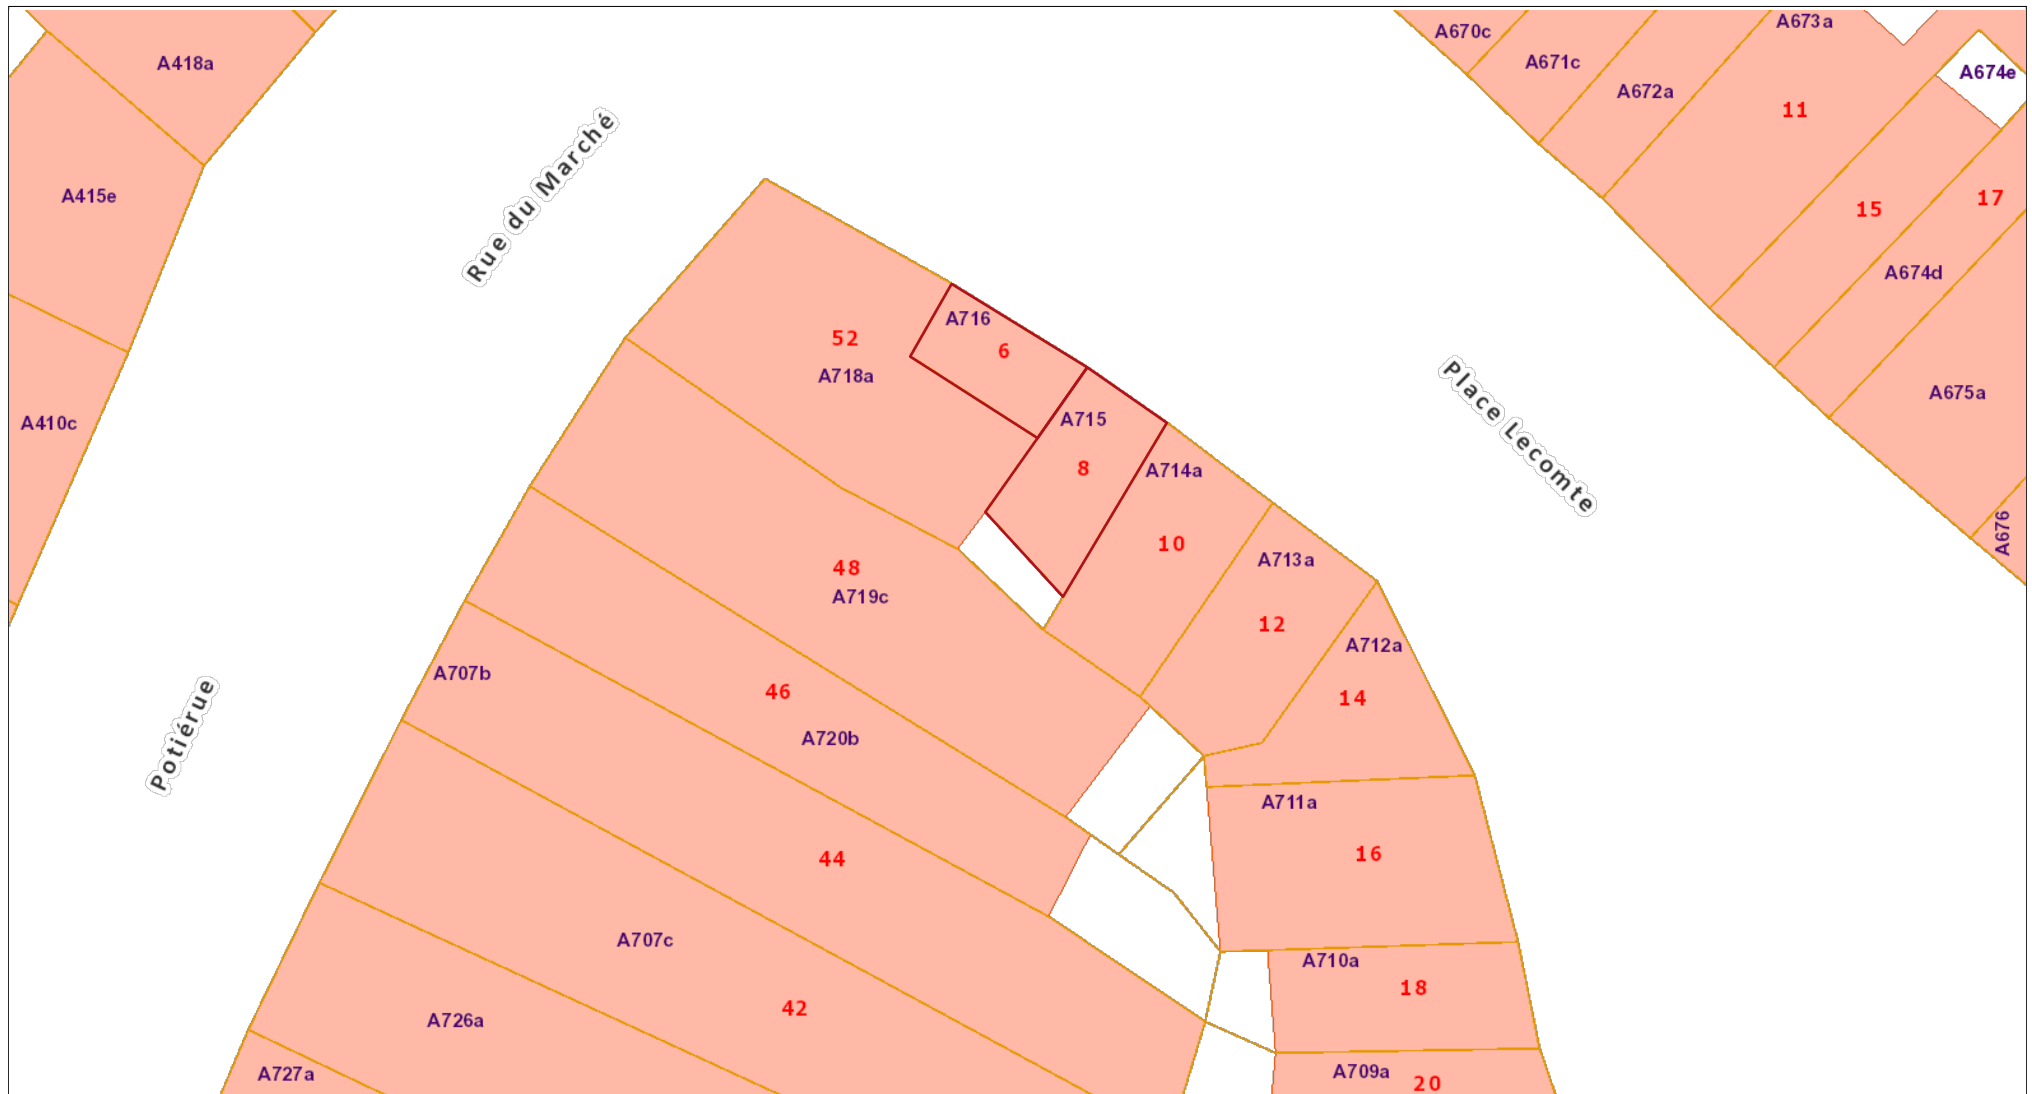 A673a
A670c
A418a
A671c
A674e
A672a
11
Rue du Marché
A415e
17
15
A674d
A716
52
6
A718a
A675a
A715
A410c
Place Lecomte
8
A714a
A676
10
A713a
48
A719c
12
A712a
A707b
46
14
Potiérue
A720b
A711a
44
16
A707c
A710a
18
42
A726a
A709a
A727a
20